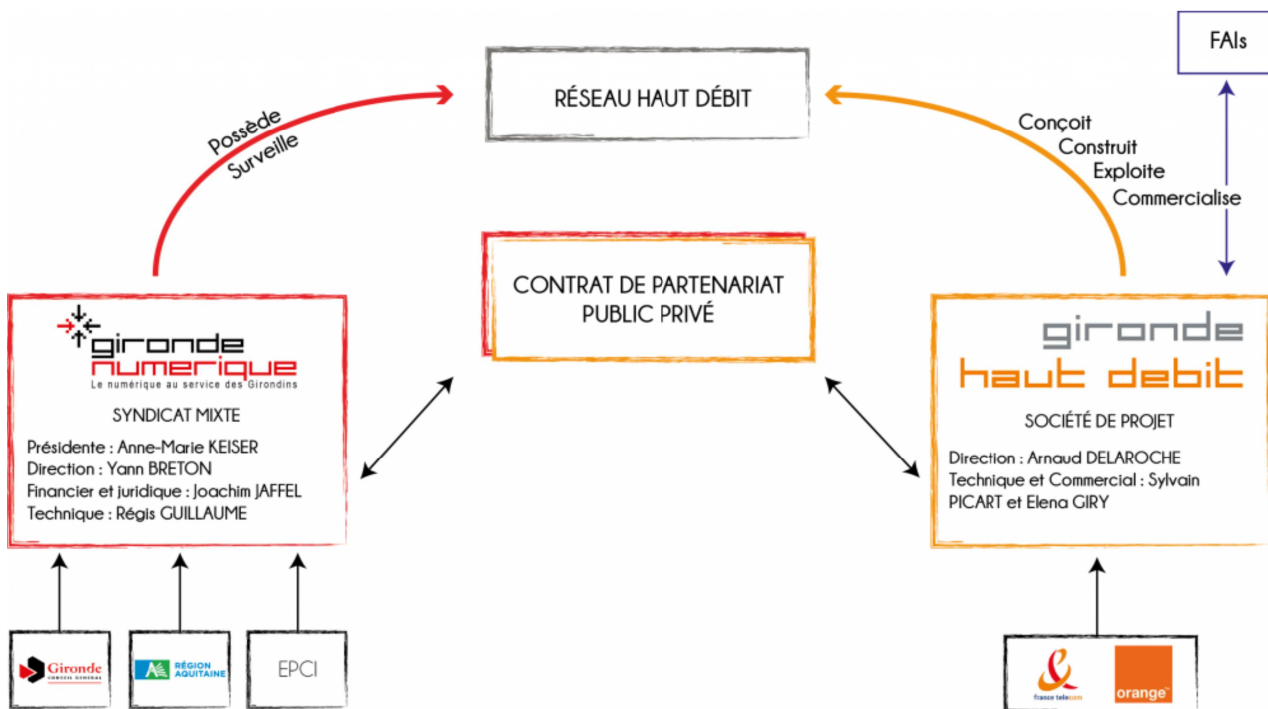 FAIs
RÉSEAU HAUT DÉBIT
Possède
Surveille
Conçoit
Construit
Exploite
Commercialise
CONTRAT DE PARTENARIAT
PUBLIC PRIVÉ
gironde
numerique
Le numérique au service des Girondins
SYNDICAT MIXTE
Présidente : Anne-Marie KEISER
Direction : Yann BRETON
Financier et juridique : Joachim JAFFEL
Technique : Régis GUILLAUME
gironde
haut debit
SOCIÉTÉ DE PROJET
Direction : Arnaud DELAROCHE
Technique et Commercial : Sylvain
PICART et Elena GIRY
Gironde
CONSEIL GENERAL
RÉGION
AQUITAINE
EPCI
france telecom
orange™